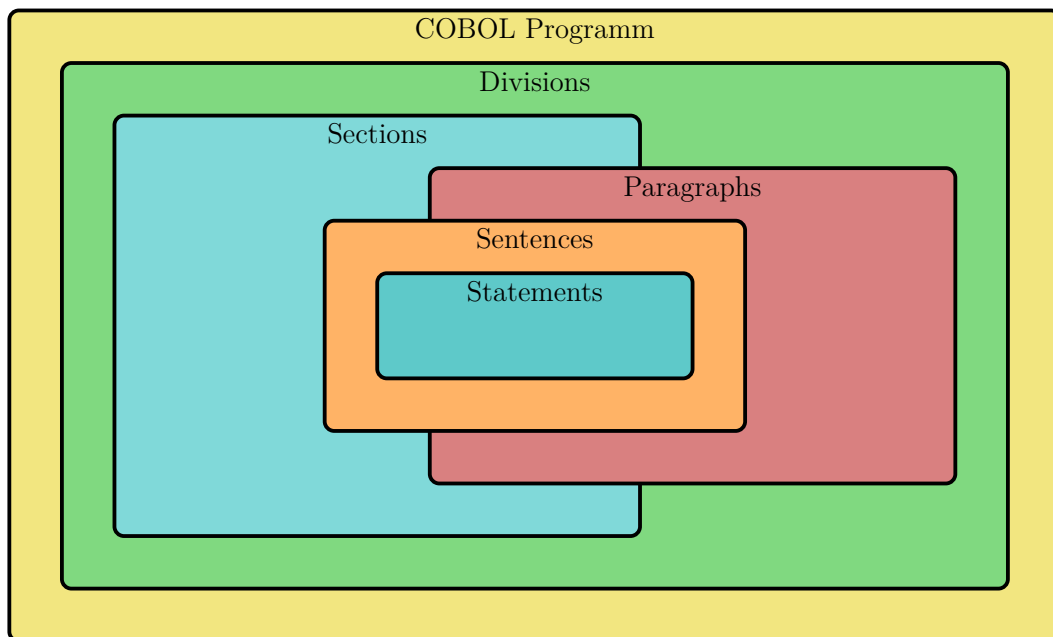 COBOL Programm
Divisions
Sections
Paragraphs
Sentences
Statements